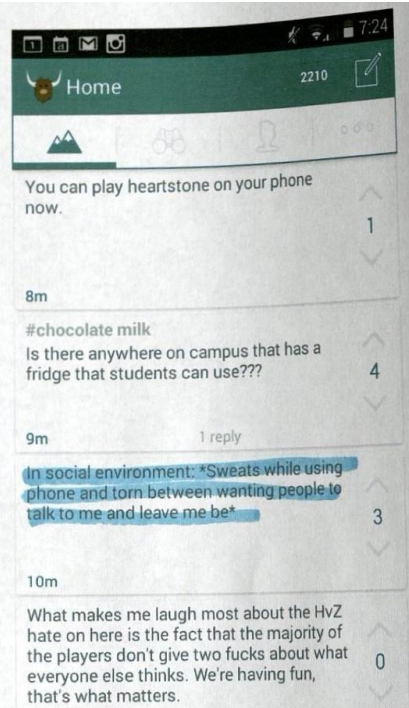 1
7:24
Home
2210
You can play heartstone on your phone
now.
1
8m
#chocolate milk
Is there anywhere on campus that has a
fridge that students can use???
4
9m
1 reply
In social environment: *Sweats while using
phone and torn between wanting people to
talk to me and leave me be*
3
10m
What makes me laugh most about the HvZ
hate on here is the fact that the majority of
the players don't give two fucks about what
everyone else thinks. We're having fun,
that's what matters.
0